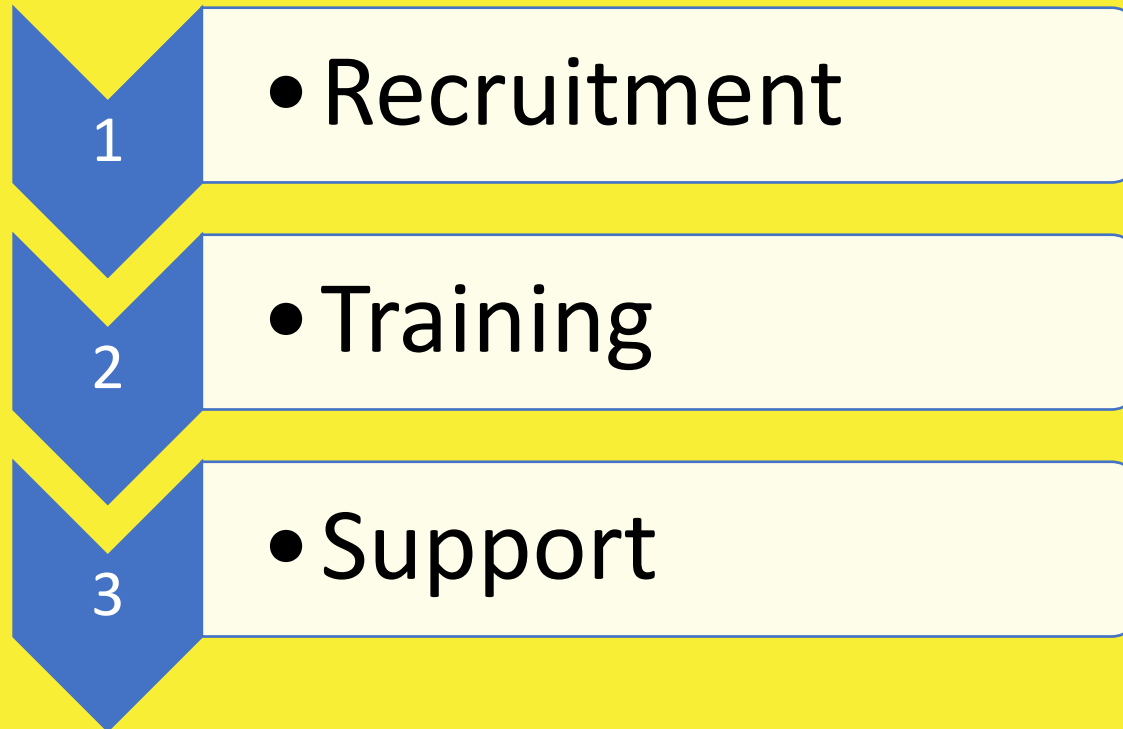 1
• Recruitment
2
• Training
3
• Support